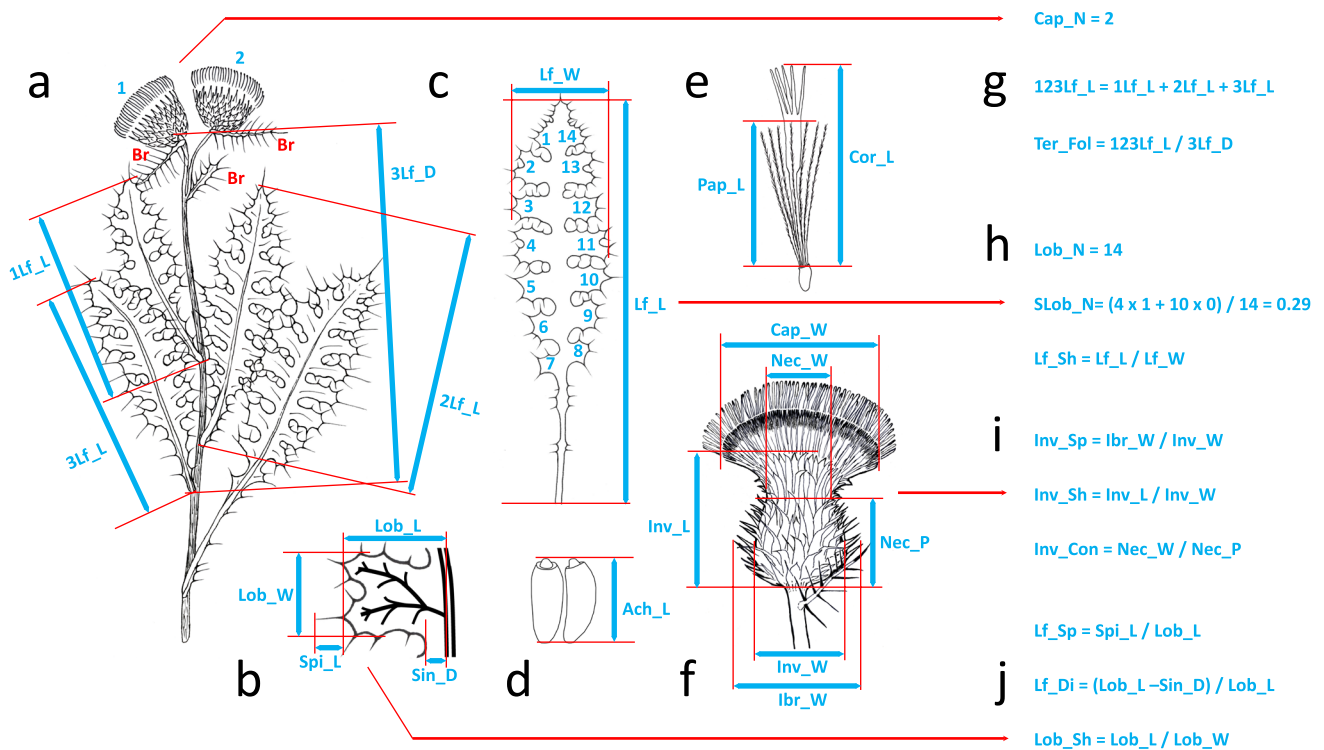 a
1
2
Br
Br
Br
1Lf_L
3Lf_L
3Lf_D
2Lf_L
b
Lob_L
Lob_W
Spi_L
Sin_D
c
Lf_W
1
2
3
4
5
6
7
8
9
10
11
12
13
14
Lf_L
d
Ach_L
e
Pap_L
Cor_L
f
Cap_W
Nec_W
Inv_L
Nec_P
Inv_W
Ibr_W
g
Cap_N = 2
123Lf_L = 1Lf_L + 2Lf_L + 3Lf_L
Ter_Fol = 123Lf_L / 3Lf_D
h
Lob_N = 14
SLob_N= (4 x 1 + 10 x 0) / 14 = 0.29
Lf_Sh = Lf_L / Lf_W
i
Inv_Sp = Ibr_W / Inv_W
Inv_Sh = Inv_L / Inv_W
Inv_Con = Nec_W / Nec_P
j
Lf_Sp = Spi_L / Lob_L
Lf_Di = (Lob_L –Sin_D) / Lob_L
Lob_Sh = Lob_L / Lob_W